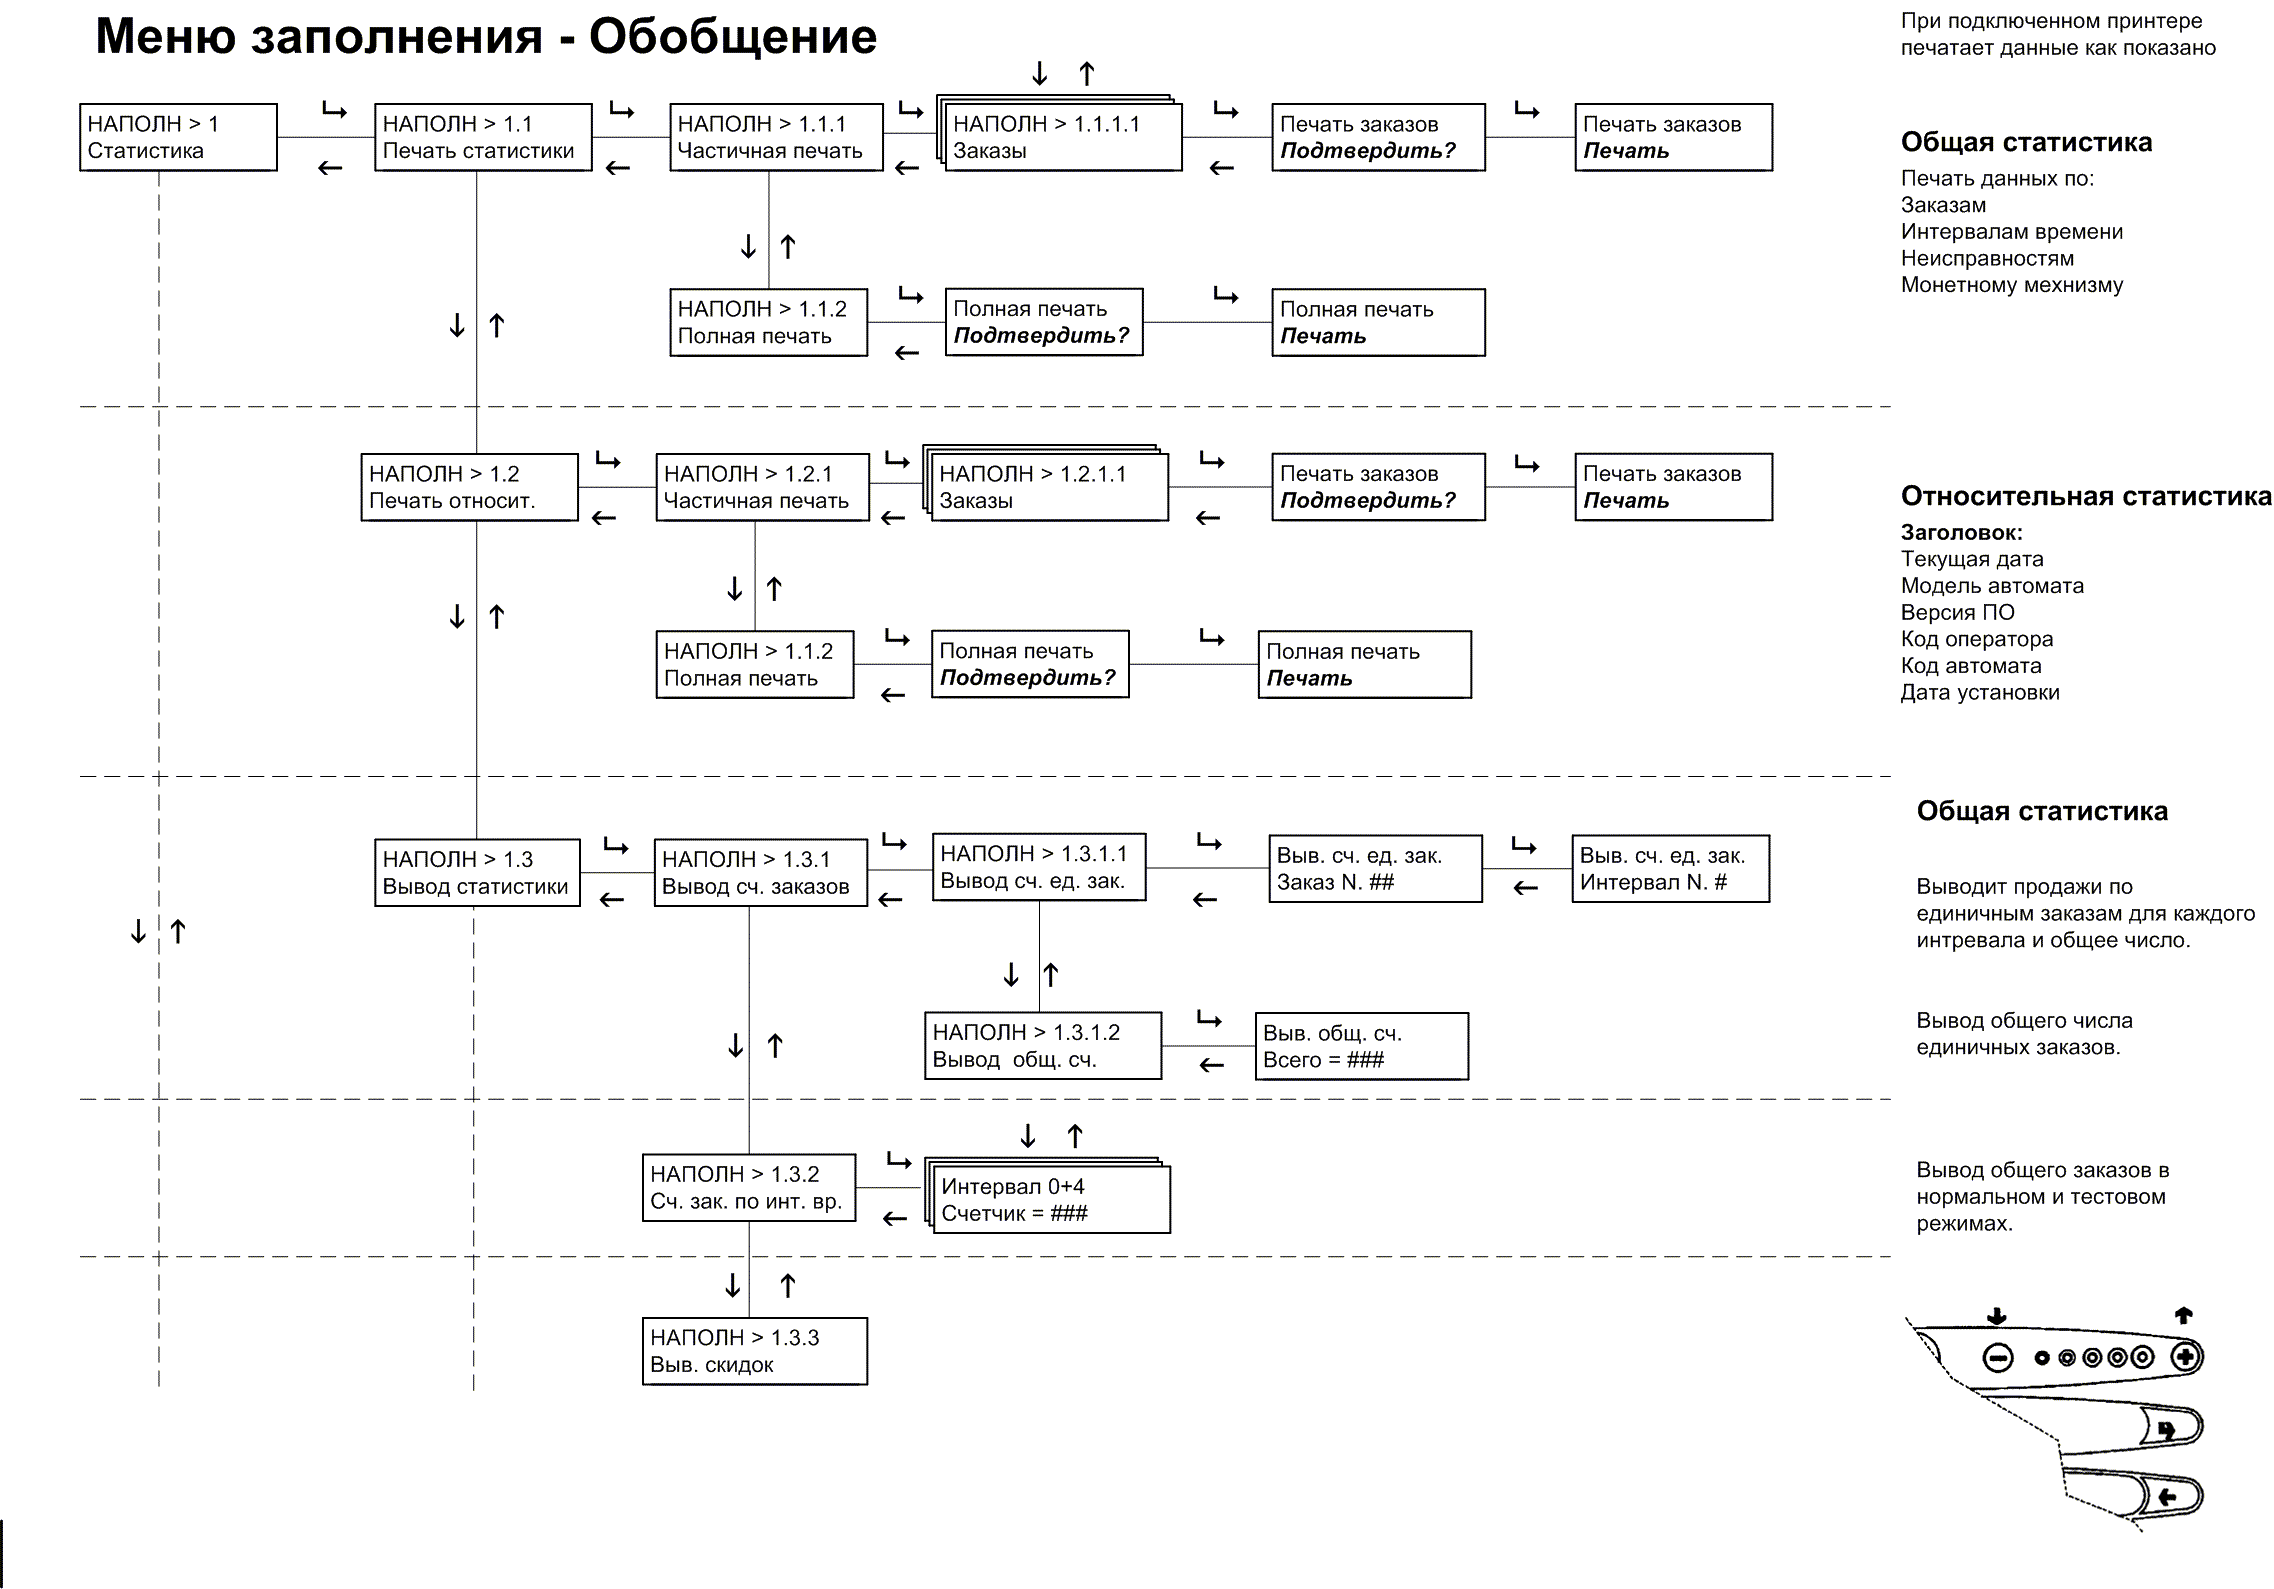 Меню заполнения - Обобщение
При подключенном принтере
печатает данные как показано
НАПОЛН > 1
Статистика
НАПОЛН > 1.1
Печать статистики
НАПОЛН > 1.1.1
Частичная печать
НАПОЛН > 1.1.1.1
Заказы
Печать заказов
Подтвердить?
Печать заказов
Печать
Общая статистика
Печать данных по:
Заказам
Интервалам времени
Неисправностям
Монетному мехнизму
НАПОЛН > 1.1.2
Полная печать
Полная печать
Подтвердить?
Полная печать
Печать
НАПОЛН > 1.2
Печать относит.
НАПОЛН > 1.2.1
Частичная печать
НАПОЛН > 1.2.1.1
Заказы
Печать заказов
Подтвердить?
Печать заказов
Печать
Относительная статистика
Заголовок:
Текущая дата
Модель автомата
Версия ПО
Код оператора
Код автомата
Дата установки
НАПОЛН > 1.1.2
Полная печать
Полная печать
Подтвердить?
Полная печать
Печать
Общая статистика
НАПОЛН > 1.3
Вывод статистики
НАПОЛН > 1.3.1
Вывод сч. заказов
НАПОЛН > 1.3.1.1
Вывод сч. ед. зак.
Выв. сч. ед. зак.
Заказ N. ##
Выв. сч. ед. зак.
Интервал N. #
Выводит продажи по
единичным заказам для каждого
интревала и общее число.
НАПОЛН > 1.3.1.2
Вывод общ. сч.
Выв. общ. сч.
Всего = ###
Вывод общего числа
единичных заказов.
НАПОЛН > 1.3.2
Сч. зак. по инт. вр.
Интервал 0+4
Счетчик = ###
Вывод общего заказов в
нормальном и тестовом
режимах.
НАПОЛН > 1.3.3
Выв. скидок